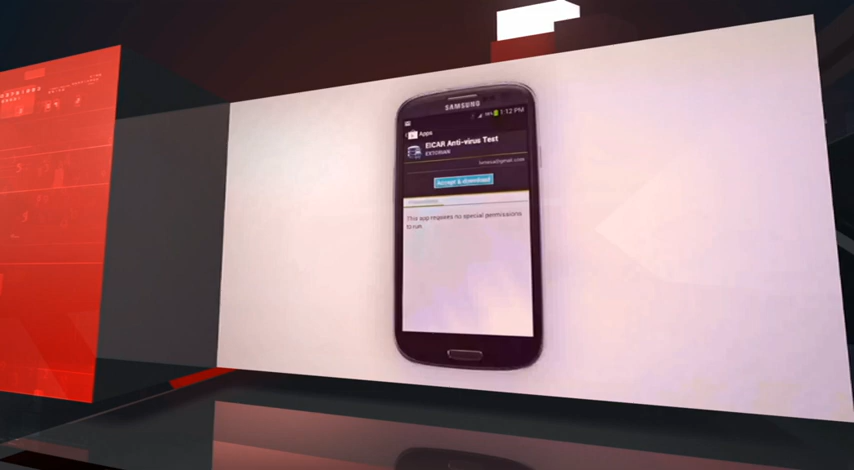 SAMSUNG
1:12 PM
Apps
EICAR Anti-virus Test
EXTORIAN
Accept & download
This app requires no special permissions
to run.